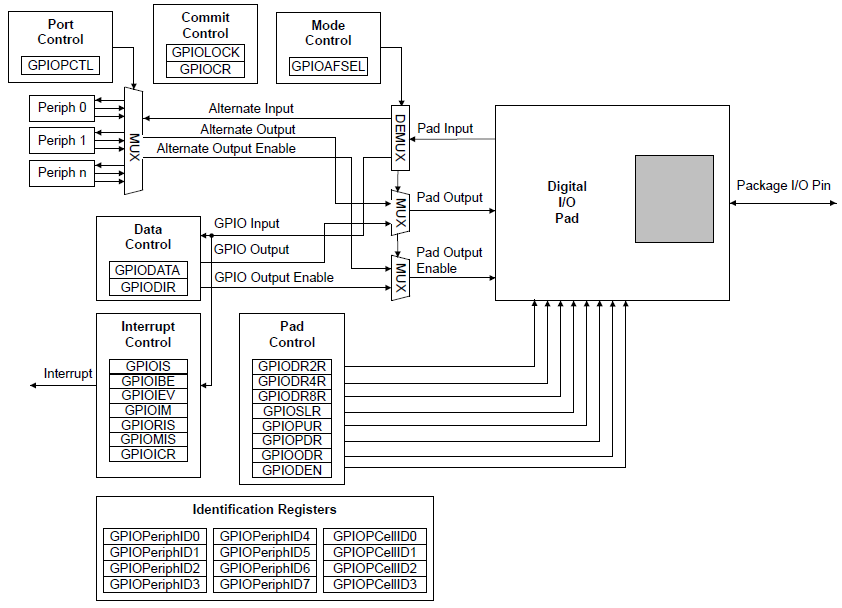 Port
Control
GPIOPCTL
Commit
Control
GPIOLOCK
GPIOCR
Mode
Control
GPIOAFSEL
Periph 0
Periph 1
Periph n
MUX
Alternate Input
Alternate Output
Alternate Output Enable
DEMUX
Pad Input
MUX
Pad Output
MUX
Pad Output
Enable
Digital
I/O
Pad
Package I/O Pin
Data
Control
GPIODATA
GPIODIR
GPIO Input
GPIO Output
GPIO Output Enable
Interrupt
Interrupt
Control
GPIOIS
GPIOIBE
GPIOIEV
GPIOIM
GPIORIS
GPIOMIS
GPIOICR
Pad
Control
GPIODR2R
GPIODR4R
GPIODR8R
GPIOSLR
GPIOPUR
GPIOPDR
GPIOODR
GPIODEN
Identification Registers
GPIOPeriphID0 GPIOPeriphID4 GPIOPCellID0
GPIOPeriphID1 GPIOPeriphID5 GPIOPCellID1
GPIOPeriphID2 GPIOPeriphID6 GPIOPCellID2
GPIOPeriphID3 GPIOPeriphID7 GPIOPCellID3